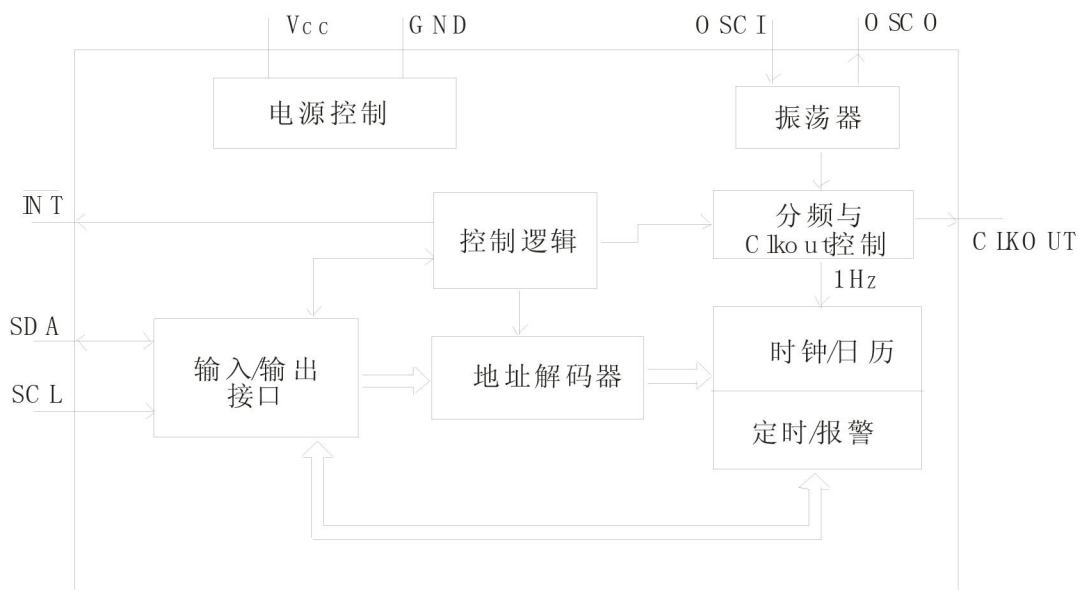 Vcc
GND
OSCI
OSCO
电源控制
振荡器
INT
控制逻辑
分频与
Clkout控制
CLKOUT
1Hz
SDA
SCL
输入/输出
接口
地址解码器
时钟/日历
定时/报警